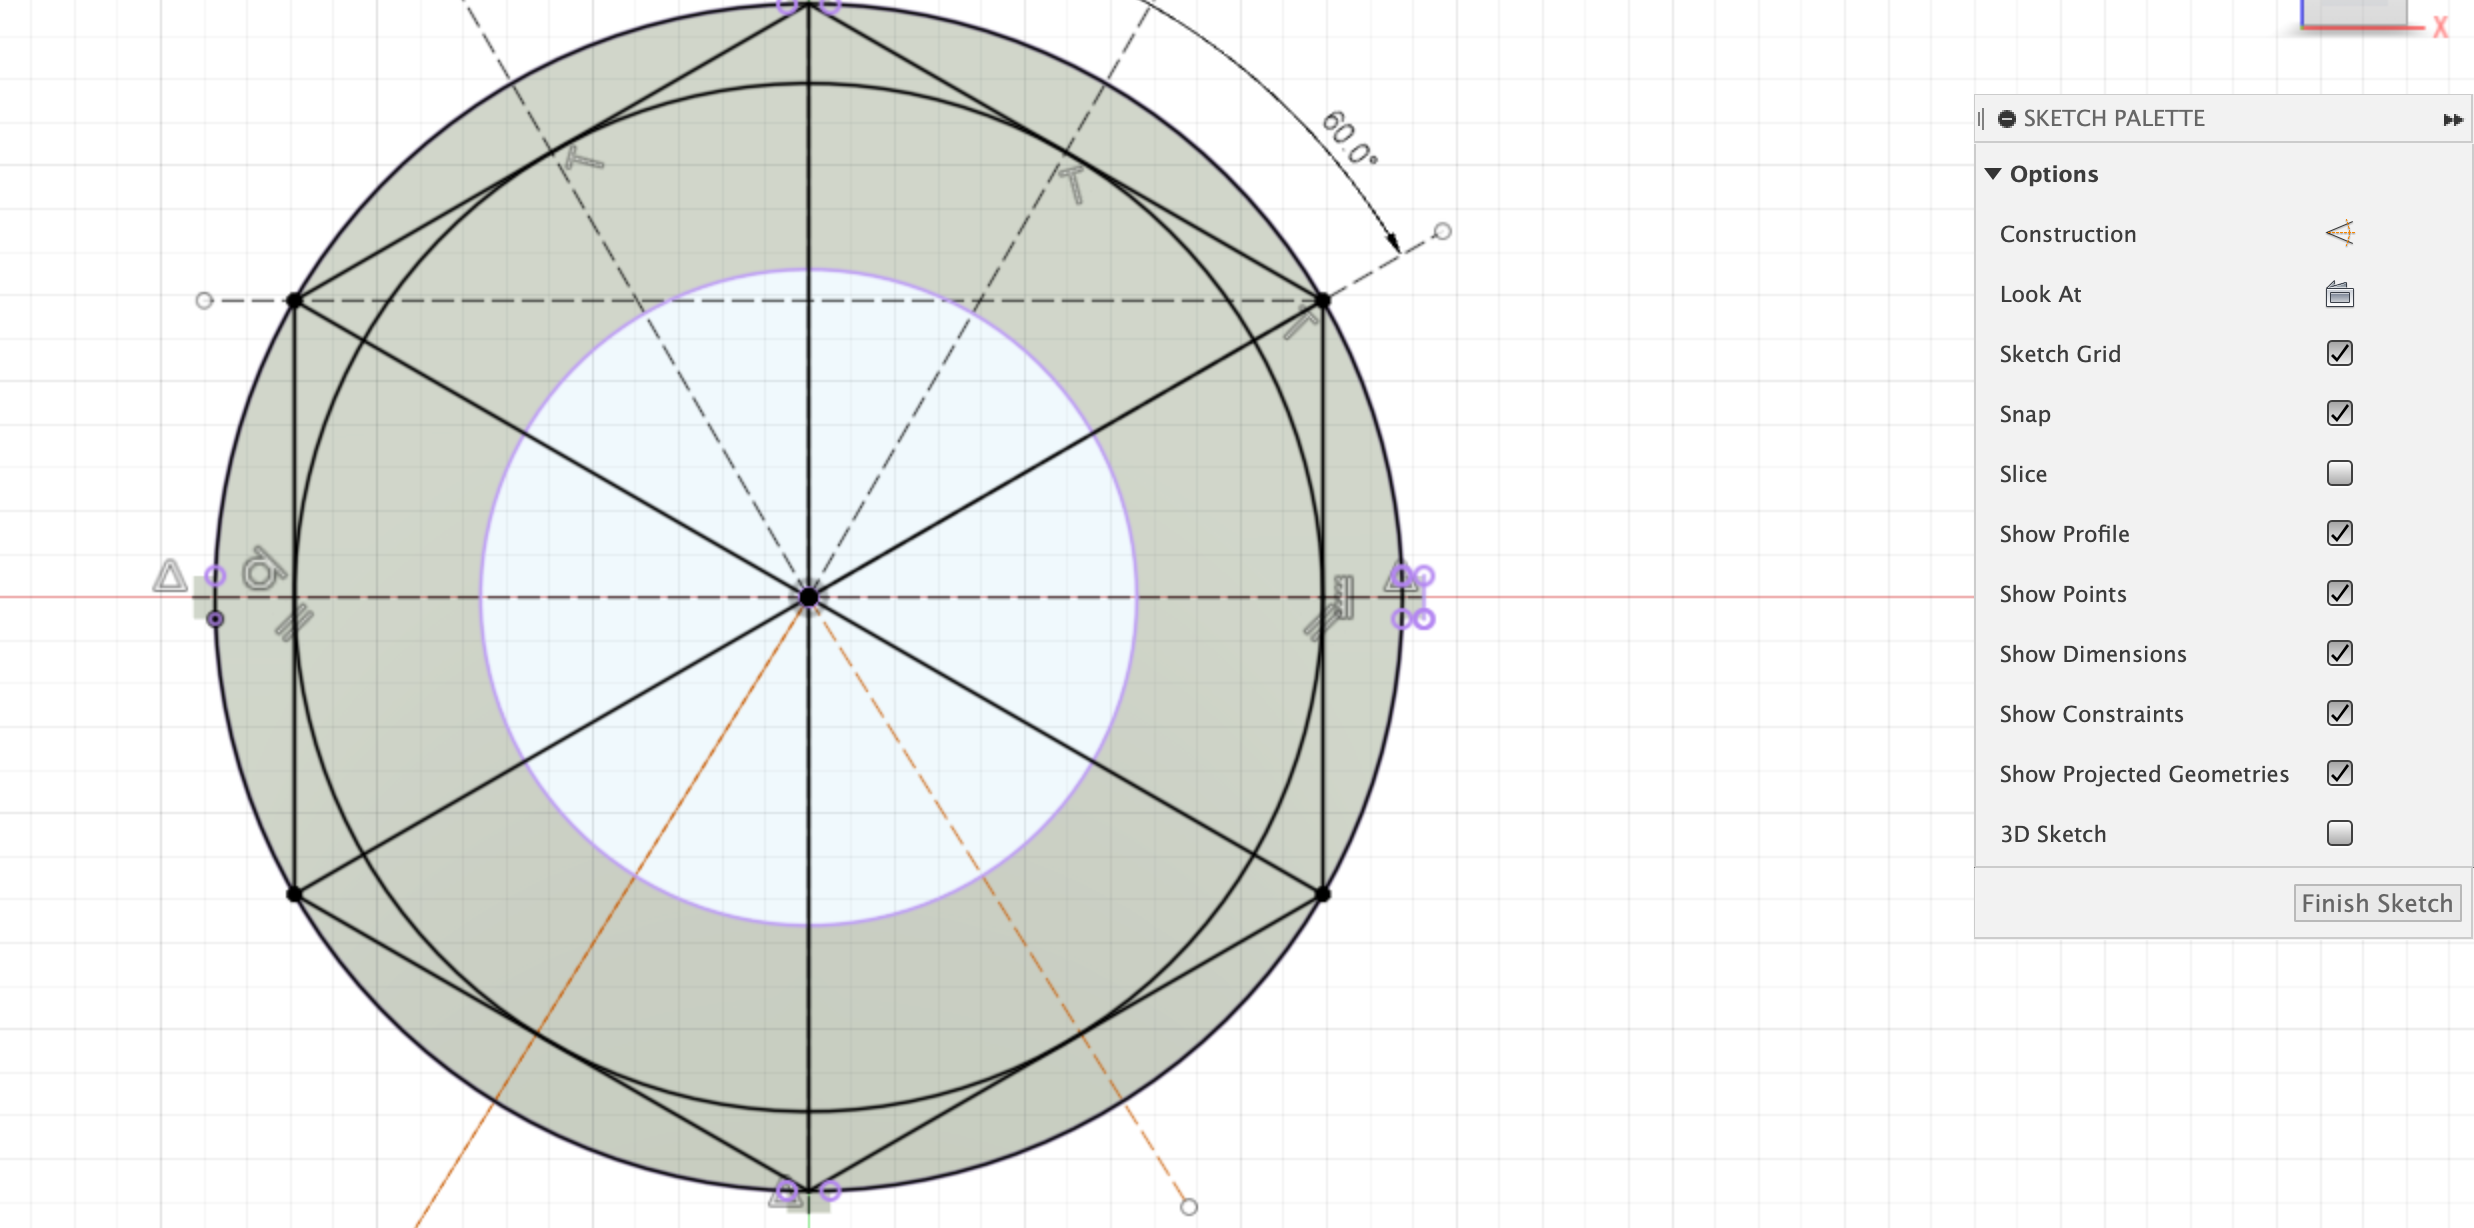 X
60.0°
SKETCH PALETTE
Options
Construction
Look At
Sketch Grid
Snap
Slice
Show Profile
Show Points
Show Dimensions
Show Constraints
Show Projected Geometries
3D Sketch
Finish Sketch